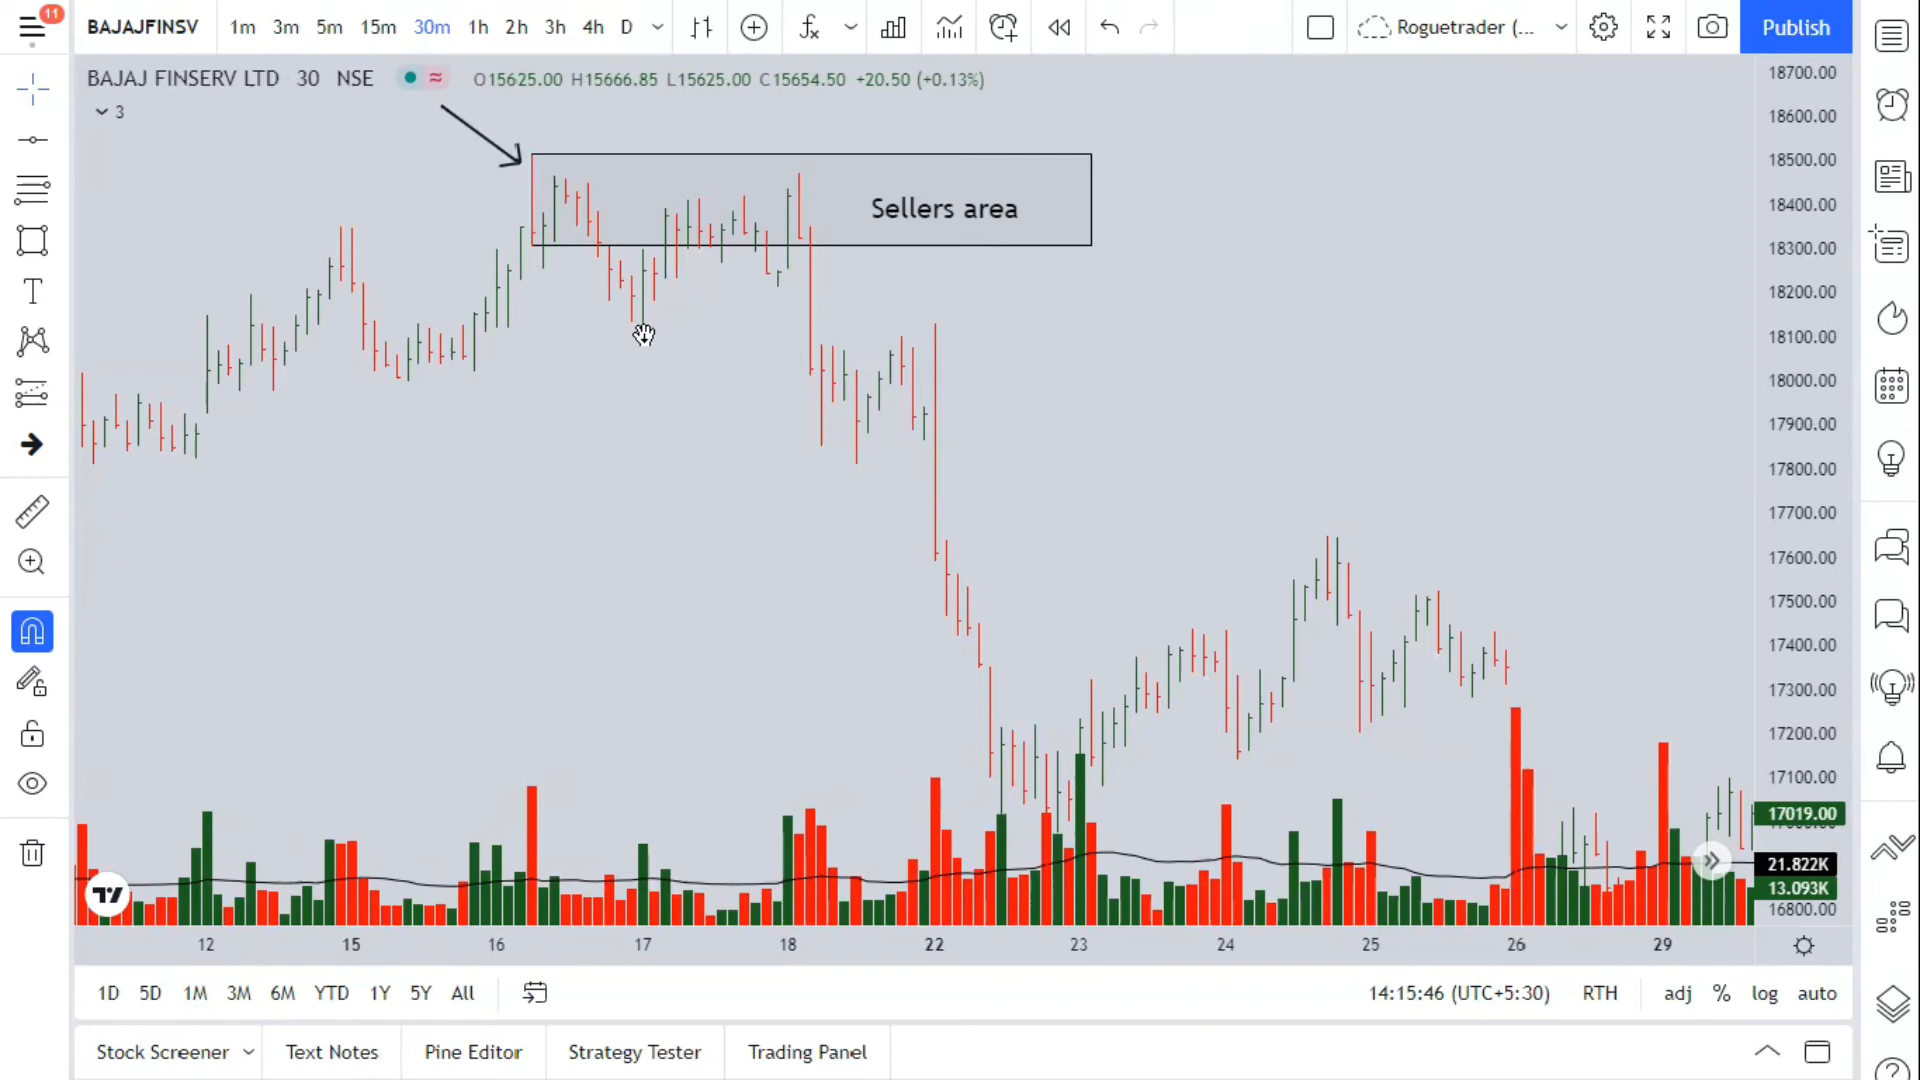 11
BAJAJFINSV 1m 3m 5m 15m 30m 1h 2h 3h 4h D Roguetrader (... Publish
BAJAJ FINSERV LTD 30 NSE O15625.00 H15666.85 L15625.00 C15654.50 +20.50 (+0.13%)
3
Sellers area
18700.00
18600.00
18500.00
18400.00
18300.00
18200.00
18100.00
18000.00
17900.00
17800.00
17700.00
17600.00
17500.00
17400.00
17300.00
17200.00
17100.00
17019.00
21.822K
13.093K
16800.00
12 15 16 17 18 22 23 24 25 26 29
1D 5D 1M 3M 6M YTD 1Y 5Y All 14:15:46 (UTC+5:30) RTH adj % log auto
Stock Screener Text Notes Pine Editor Strategy Tester Trading Panel